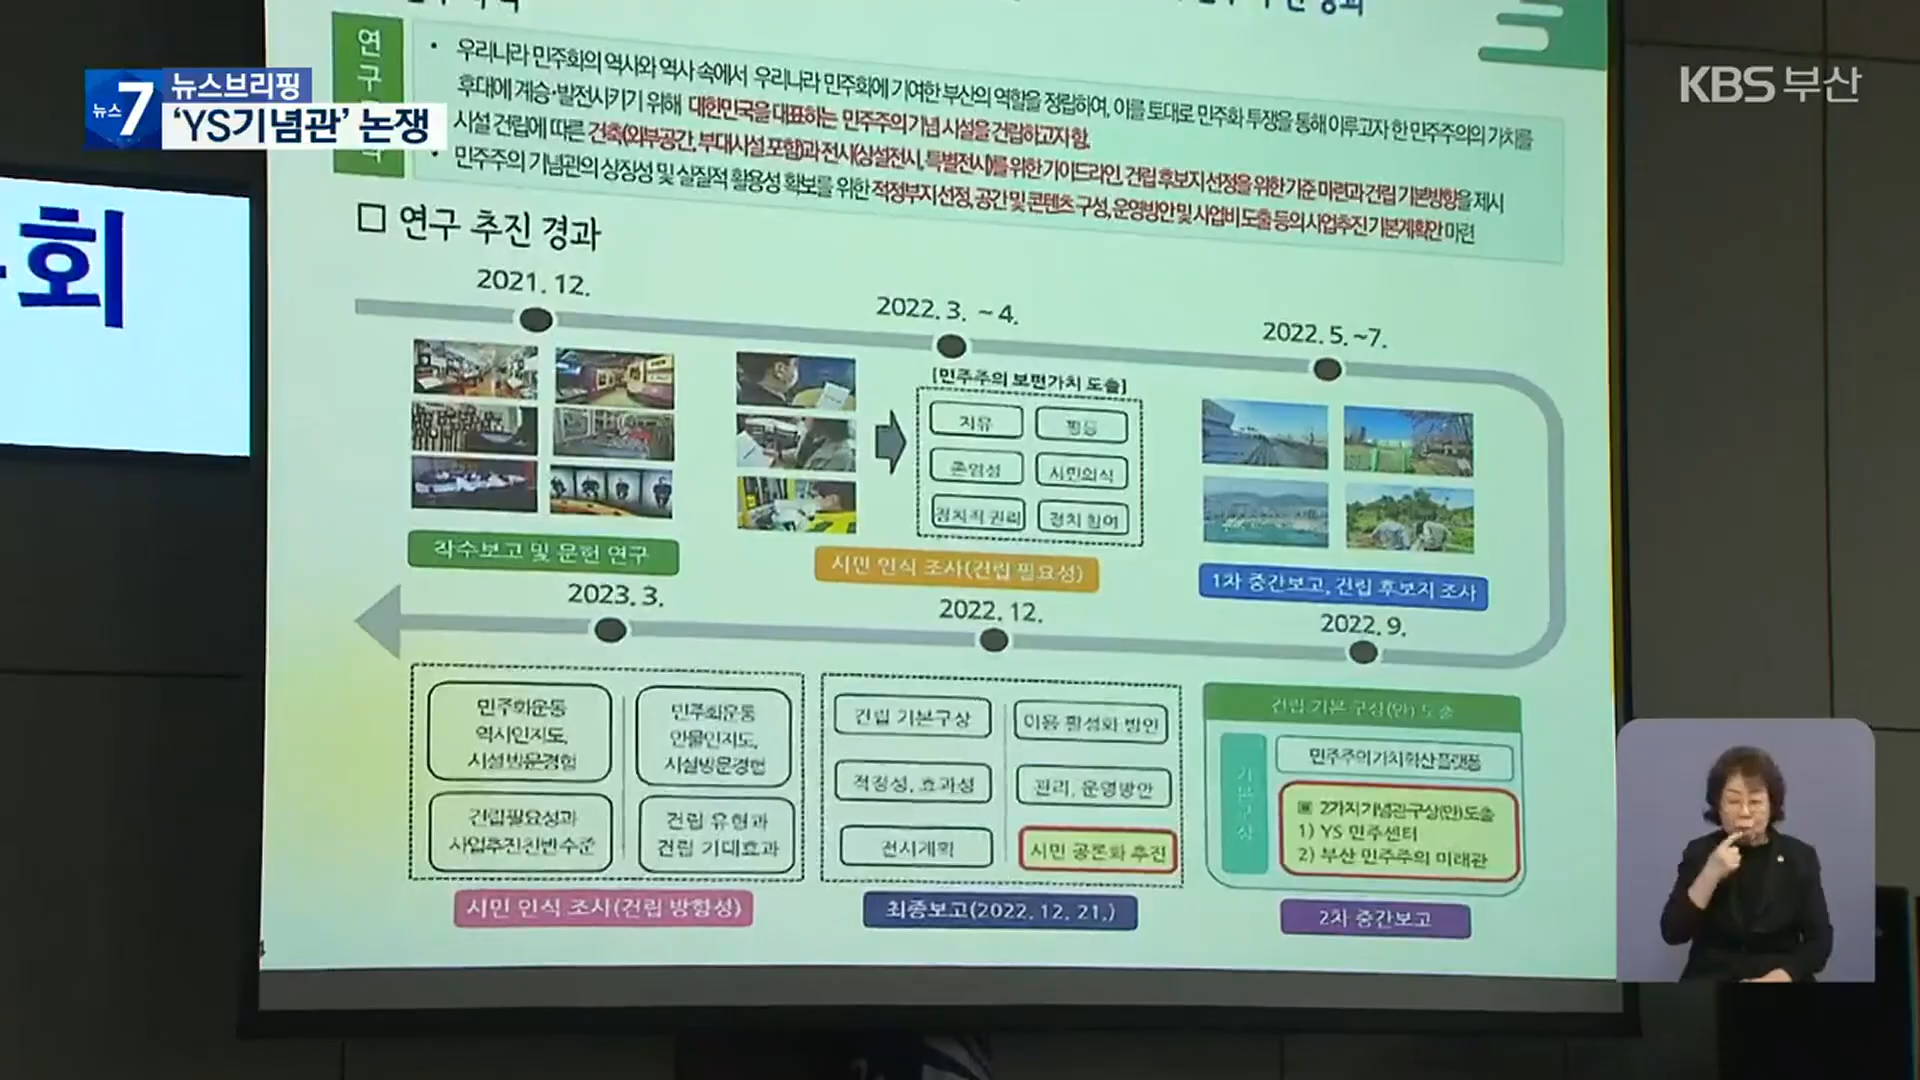 뉴스 7
뉴스브리핑
'YS기념관' 논쟁
KBS 부산
회
우리나라 민주화의 역사와 역사 속에서 우리나라 민주화에 기여한 부산의 역할을 정립하여, 이를 토대로 민주화 투쟁을 통해 이루고자 한 민주주의의 가치를
후대에 계승·발전시키기 위해 대한민국을 대표하는 민주주의 기념 시설을 건립하고자 함.
시설 건립에 따른 건축(외부공간, 부대시설 포함)과 전시(상설전시, 특별전시)를 위한 가이드라인, 건립 후보지 선정을 위한 기준 마련과 건립 기본방향을 제시
민주주의 기념관의 상징성 및 실질적 활용성 확보를 위한 적정부지 선정, 공간 및 콘텐츠 구성, 운영방안 및 사업비 도출 등의 사업추진 기본계획안 마련
연구
□ 연구 추진 경과
2021. 12.
2022. 3. ~ 4.
2022. 5. ~7.
[민주주의 보편가치 도출]
자유
평등
존엄성
시민의식
정치적 권리
정치 참여
착수보고 및 문헌 연구
시민 인식 조사(건립 필요성)
1차 중간보고, 건립 후보지 조사
2023. 3.
2022. 12.
2022. 9.
민주화운동
역사인지도,
시설방문경험
민주화운동
인물인지도,
시설방문경험
건립필요성과
사업추진찬반수준
건립 유형과
건립 기대효과
시민 인식 조사(건립 방향성)
건립 기본구상
이용 활성화 방안
적정성, 효과성
관리, 운영방안
전시계획
시민 공론화 추진
최종보고(2022. 12. 21.)
건립 기본 구상(안) 도출
기본구상
민주주의가치확산플랫폼
▣ 2가지 기념관구상(안)도출
1) YS 민주센터
2) 부산 민주주의 미래관
2차 중간보고